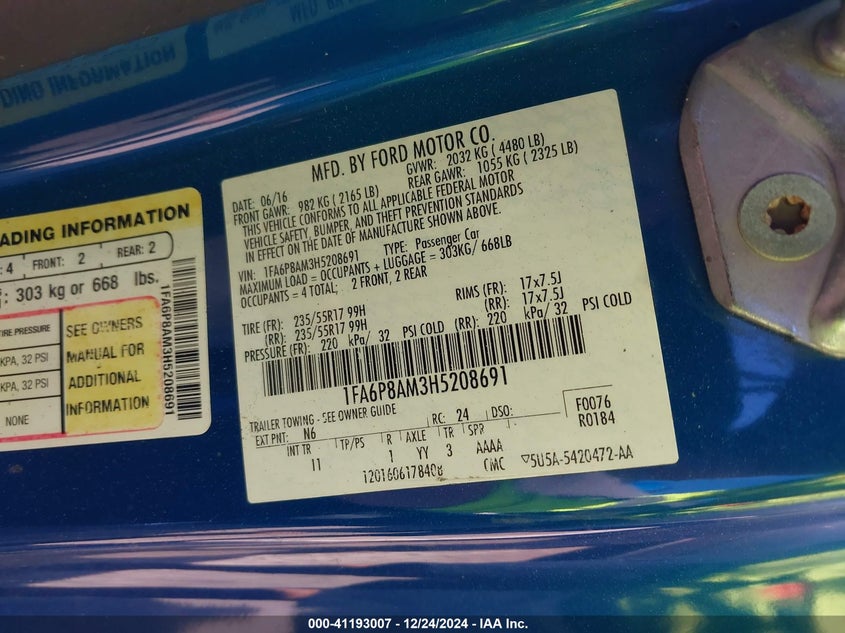 MFD. BY FORD MOTOR CO.
DATE: 06/16 GVWR: 2032 KG ( 4480 LB)
FRONT GAWR: 982 KG ( 2165 LB) REAR GAWR: 1055 KG ( 2325 LB)
THIS VEHICLE CONFORMS TO ALL APPLICABLE FEDERAL MOTOR
VEHICLE SAFETY, BUMPER, AND THEFT PREVENTION STANDARDS
IN EFFECT ON THE DATE OF MANUFACTURE SHOWN ABOVE.
VIN: 1FA6P8AM3H5208691 TYPE: Passenger Car
MAXIMUM LOAD = OCCUPANTS + LUGGAGE = 303KG/ 668LB
OCCUPANTS = 4 TOTAL; 2 FRONT, 2 REAR
TIRE (FR): 235/55R17 99H RIMS (FR): 17x7.5J
(RR): 235/55R17 99H (RR): 17x7.5J
PRESSURE (FR): 220 kPa/ 32 PSI COLD (RR): 220 kPa/ 32 PSI COLD
1FA6P8AM3H5208691
TRAILER TOWING - SEE OWNER GUIDE
EXT PNT: N6 RC: 24 DSO: F0076
R0184
INT TR TP/PS R AXLE TR SPR
I1 1 YY 3 AAAA
1201606178408 CMC 5U5A-5420472-AA
ADING INFORMATION
4 FRONT: 2 REAR: 2
303 kg or 668 lbs.
IRE PRESSURE SEE OWNERS
KPA, 32 PSI MANUAL FOR
KPA, 32 PSI ADDITIONAL
NONE INFORMATION
1FA6P8AM3H5208691
000-41193007 / 12/24/2024 - IAA Inc.